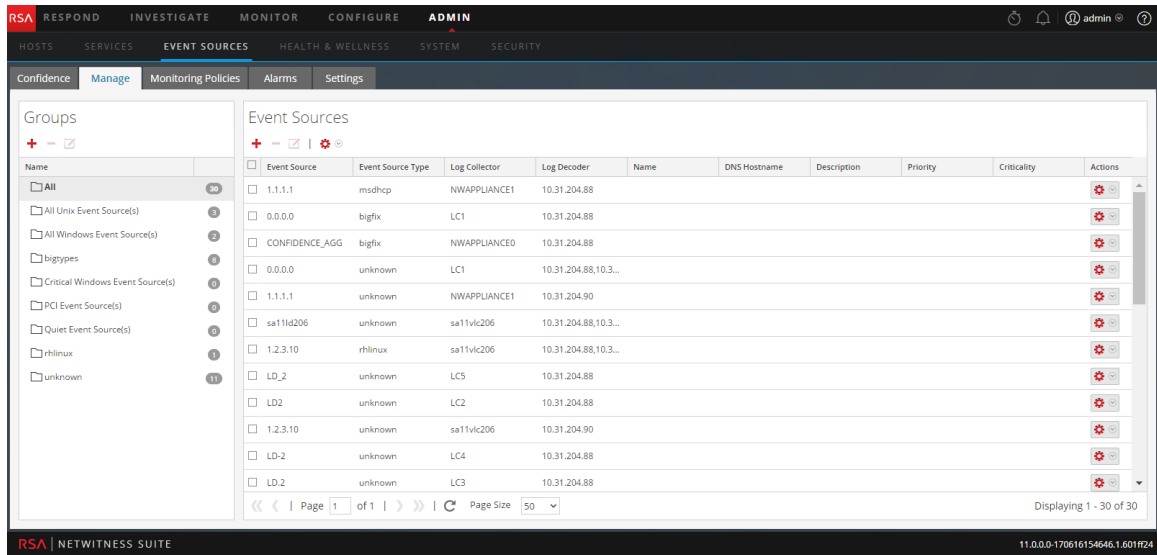 RSA RESPOND INVESTIGATE MONITOR CONFIGURE ADMIN admin
HOSTS SERVICES EVENT SOURCES HEALTH & WELLNESS SYSTEM SECURITY
Confidence Manage Monitoring Policies Alarms Settings
Groups
Name
All 30
All Unix Event Source(s) 3
All Windows Event Source(s) 2
bigtypes 8
Critical Windows Event Source(s) 0
PCI Event Source(s) 0
Quiet Event Source(s) 0
rhlinux 1
unknown 11
Event Sources
Event Source Event Source Type Log Collector Log Decoder Name DNS Hostname Description Priority Criticality Actions
1.1.1.1 msdhcp NWAPPLIANCE1 10.31.204.88
0.0.0.0 bigfix LC1 10.31.204.88
CONFIDENCE_AGG bigfix NWAPPLIANCE0 10.31.204.88
0.0.0.0 unknown LC1 10.31.204.88,10.3...
1.1.1.1 unknown NWAPPLIANCE1 10.31.204.90
sa11ld206 unknown sa11vlc206 10.31.204.88,10.3...
1.2.3.10 rhlinux sa11vlc206 10.31.204.88,10.3...
LD_2 unknown LC5 10.31.204.88
LD2 unknown LC2 10.31.204.88
1.2.3.10 unknown sa11vlc206 10.31.204.90
LD-2 unknown LC4 10.31.204.88
LD.2 unknown LC3 10.31.204.88
Page 1 of 1 Page Size 50 Displaying 1 - 30 of 30
RSA NETWITNESS SUITE 11.0.0.0-170616154646.1.601ff24